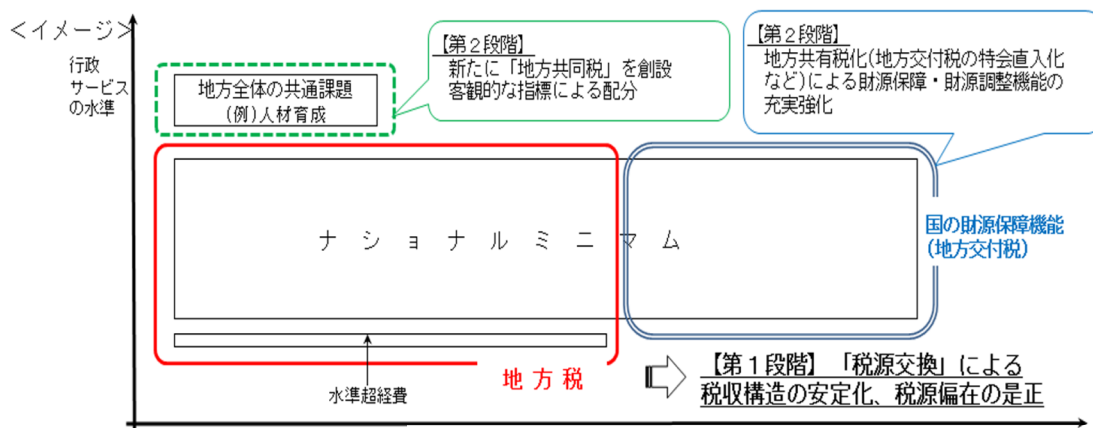 ＜イメージ＞
行政
サービス
の水準
地方全体の共通課題
(例)人材育成
【第２段階】
新たに「地方共同税」を創設
客観的な指標による配分
【第２段階】
地方共有税化(地方交付税の特会直入化
など)による財源保障・財源調整機能の
充実強化
ナショナルミニマム
国の財源保障機能
(地方交付税)
水準超経費
地方税
【第１段階】「税源交換」による
税収構造の安定化、税源偏在の是正